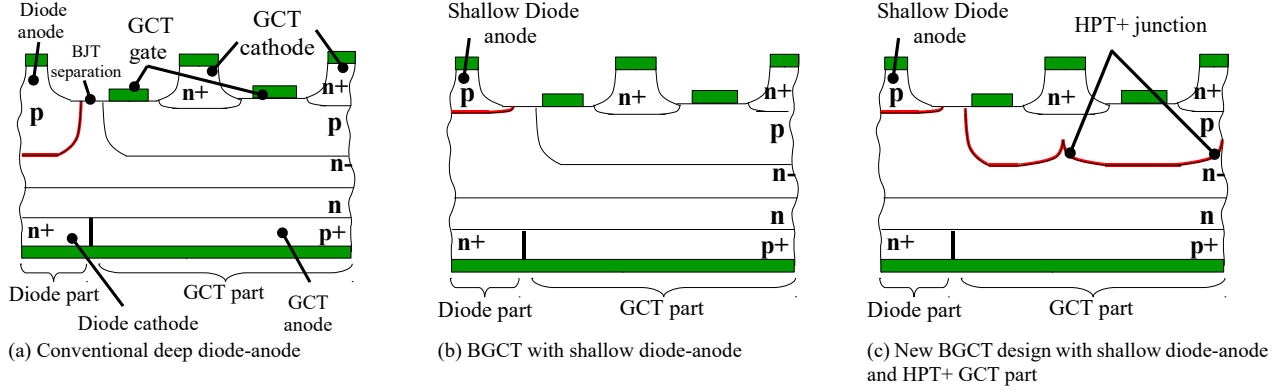 Diode
anode
BJT
separation
GCT
gate
GCT
cathode
n+
n+
p
p
n-
n
n+
p+
Diode part
GCT part
Diode cathode
GCT
anode
(a) Conventional deep diode-anode
Shallow Diode
anode
p
n+
n+
p
n-
n
n+
p+
Diode part
GCT part
(b) BGCT with shallow diode-anode
Shallow Diode
anode
HPT+ junction
p
n+
n+
p
n-
n
n+
p+
Diode part
GCT part
(c) New BGCT design with shallow diode-anode
and HPT+ GCT part